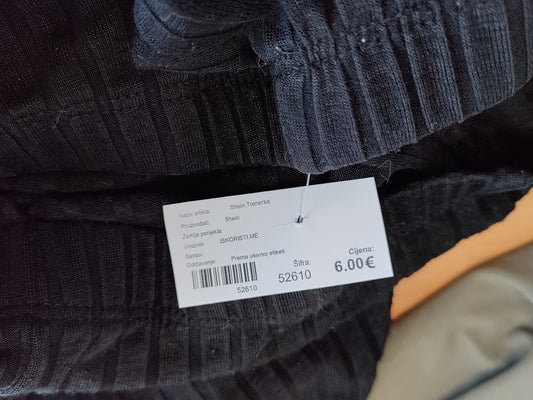 Naziv artikla: Shein Trenerka
Proizvođač: Shein
Zemlja porijekla:
Uvoznik: ISKORISTI.ME
Sastav:
Održavanje: Prema ušivnoj etiketi
52610
Šifra:
52610
Cijena:
6.00€